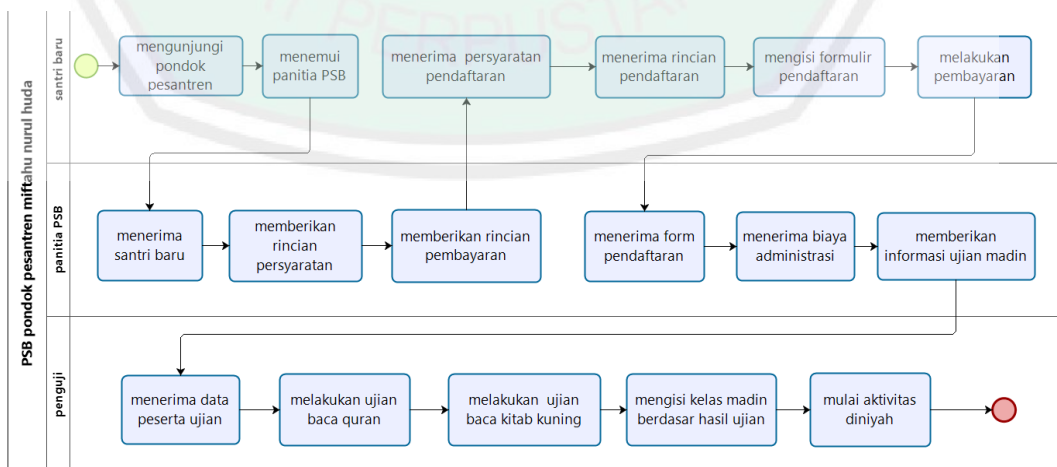 PERPUSTA
PSB pondok pesantren miftahu nurul huda
santri baru
mengunjungi
pondok
pesantren
menemui
panitia PSB
menerima persyaratan
pendaftaran
menerima rincian
pendaftaran
mengisi formulir
pendaftaran
melakukan
pembayaran
panitia PSB
menerima
santri baru
memberikan
rincian
persyaratan
memberikan rincian
pembayaran
menerima form
pendaftaran
menerima biaya
administrasi
memberikan
informasi ujian madin
penguji
menerima data
peserta ujian
melakukan ujian
baca quran
melakukan ujian
baca kitab kuning
mengisi kelas madin
berdasar hasil ujian
mulai aktivitas
diniyah